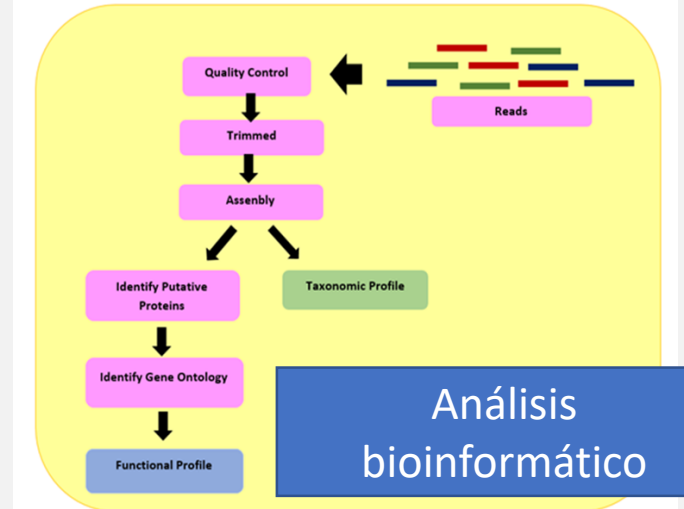 Quality Control
Reads
Trimmed
Assenbly
Identify Putative
Proteins
Taxonomic Profile
Identify Gene Ontology
Functional Profile
Análisis
bioinformático